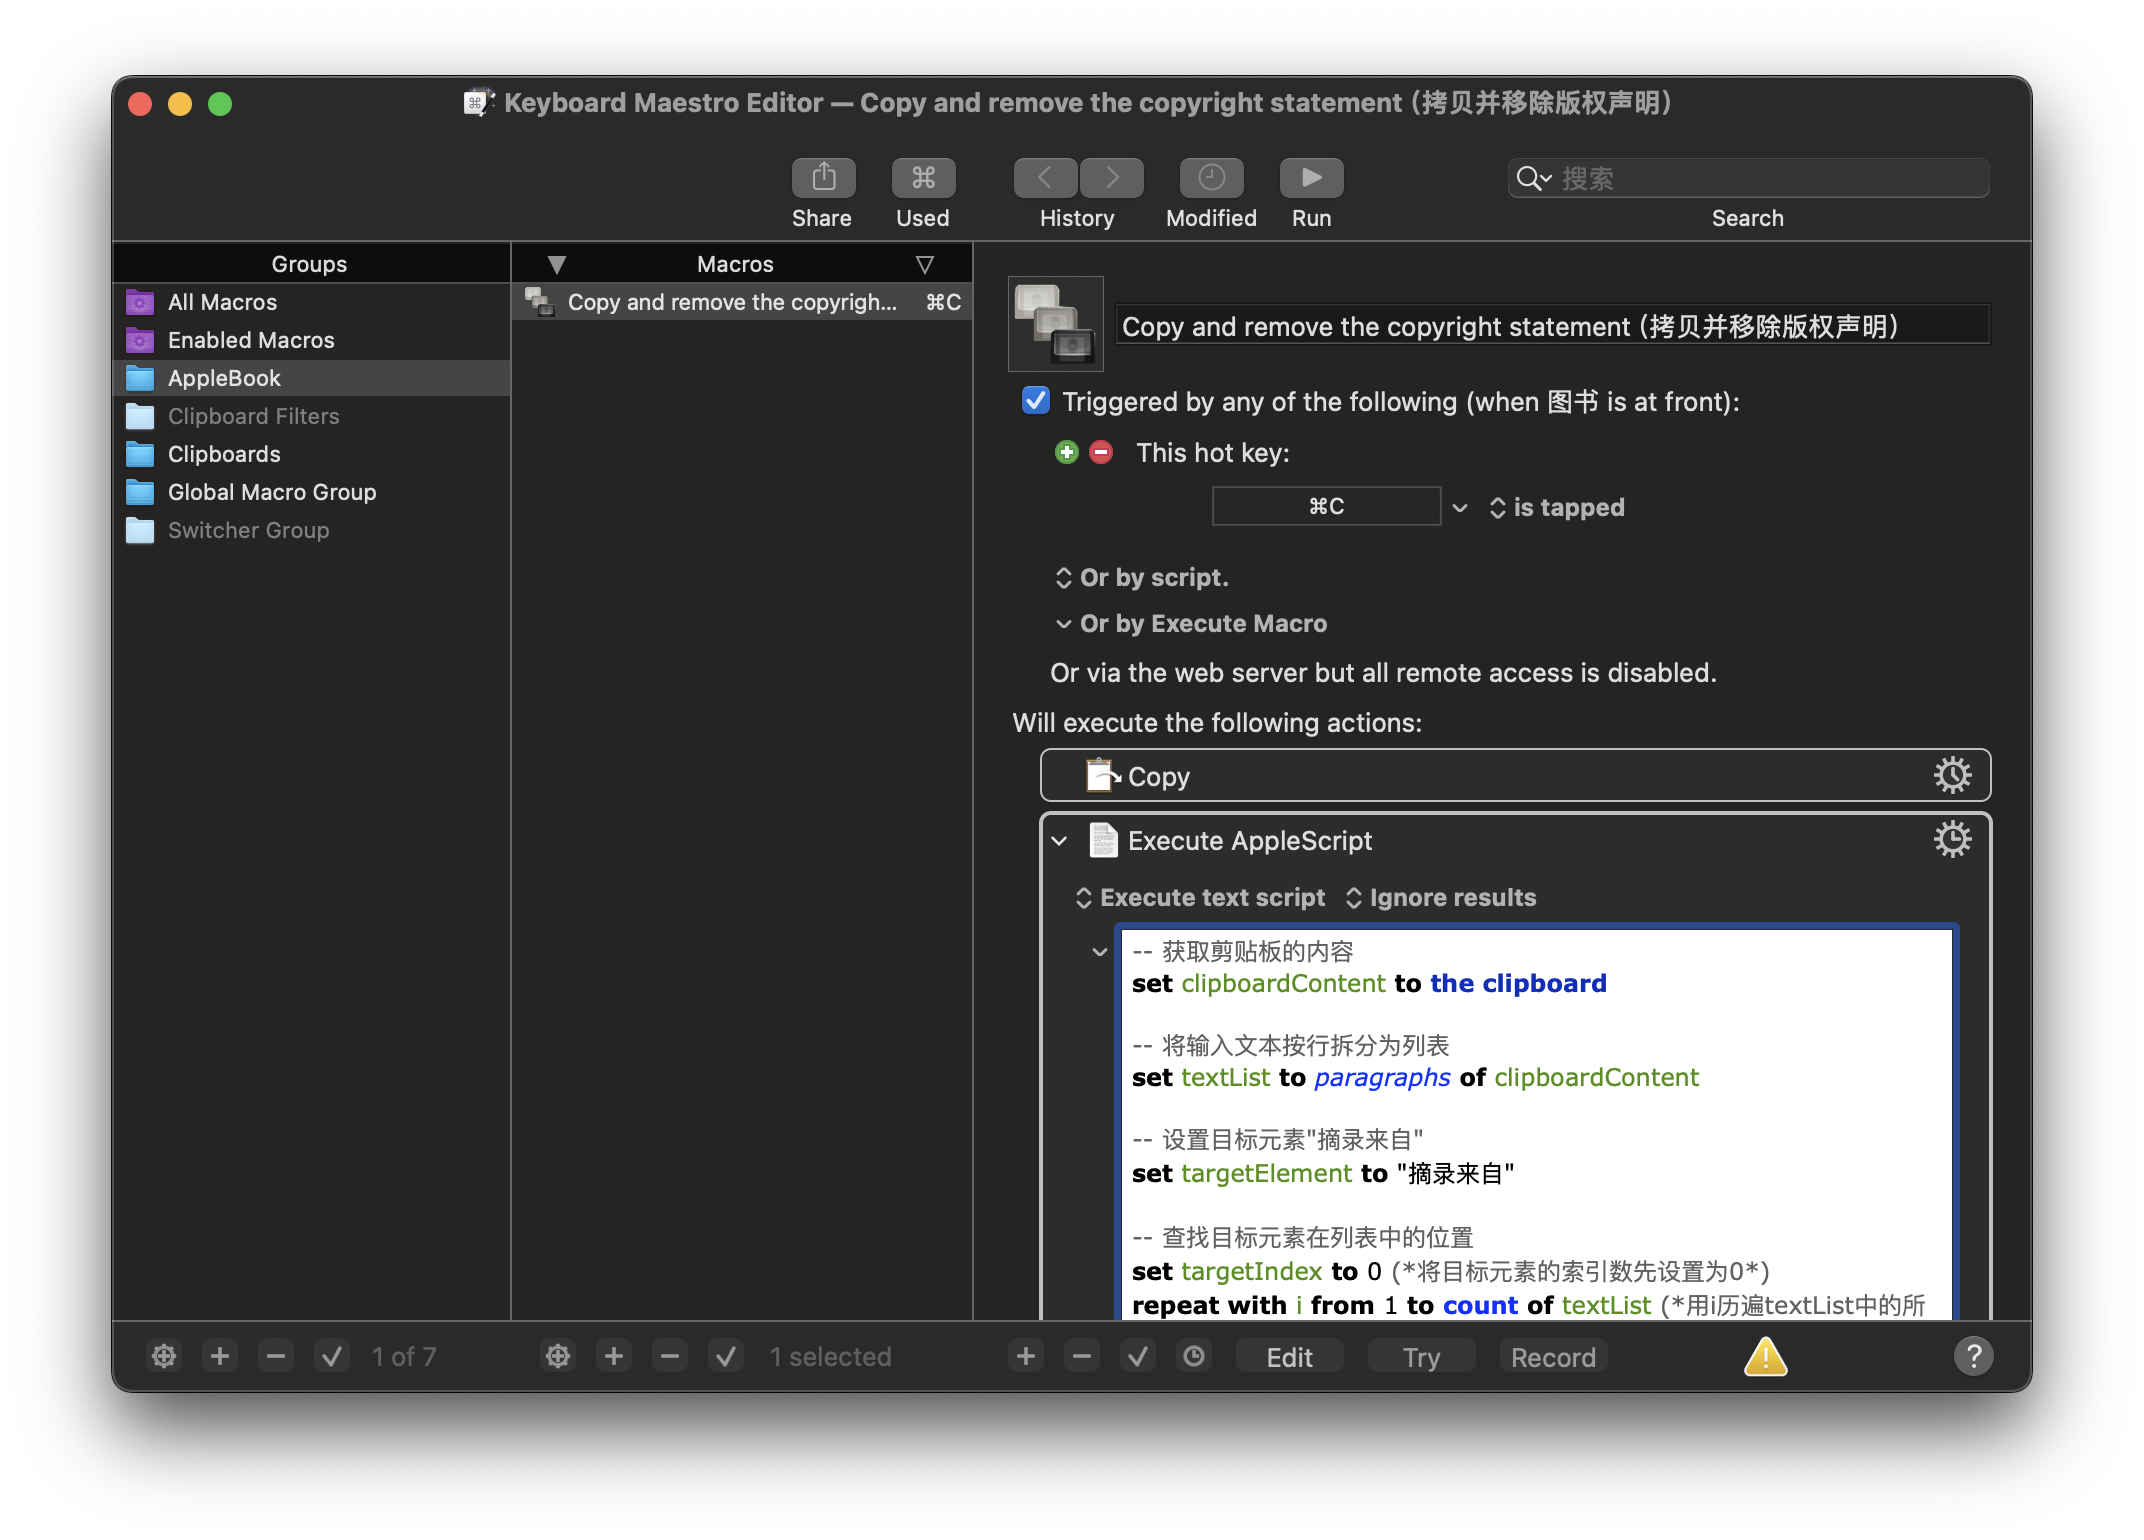 Keyboard Maestro Editor — Copy and remove the copyright statement (拷贝并移除版权声明)
Share
Used
History
Modified
Run
搜索
Search
Groups
All Macros
Enabled Macros
AppleBook
Clipboard Filters
Clipboards
Global Macro Group
Switcher Group
Macros
Copy and remove the copyrigh... ⌘C
Copy and remove the copyright statement (拷贝并移除版权声明)
Triggered by any of the following (when 图书 is at front):
This hot key:
⌘C is tapped
Or by script.
Or by Execute Macro
Or via the web server but all remote access is disabled.
Will execute the following actions:
Copy
Execute AppleScript
Execute text script Ignore results
-- 获取剪贴板的内容
set clipboardContent to the clipboard
-- 将输入文本按行拆分为列表
set textList to paragraphs of clipboardContent
-- 设置目标元素"摘录来自"
set targetElement to "摘录来自"
-- 查找目标元素在列表中的位置
set targetIndex to 0 (*将目标元素的索引数先设置为0*)
repeat with i from 1 to count of textList (*用i历遍textList中的所
1 of 7
1 selected
Edit
Try
Record
?